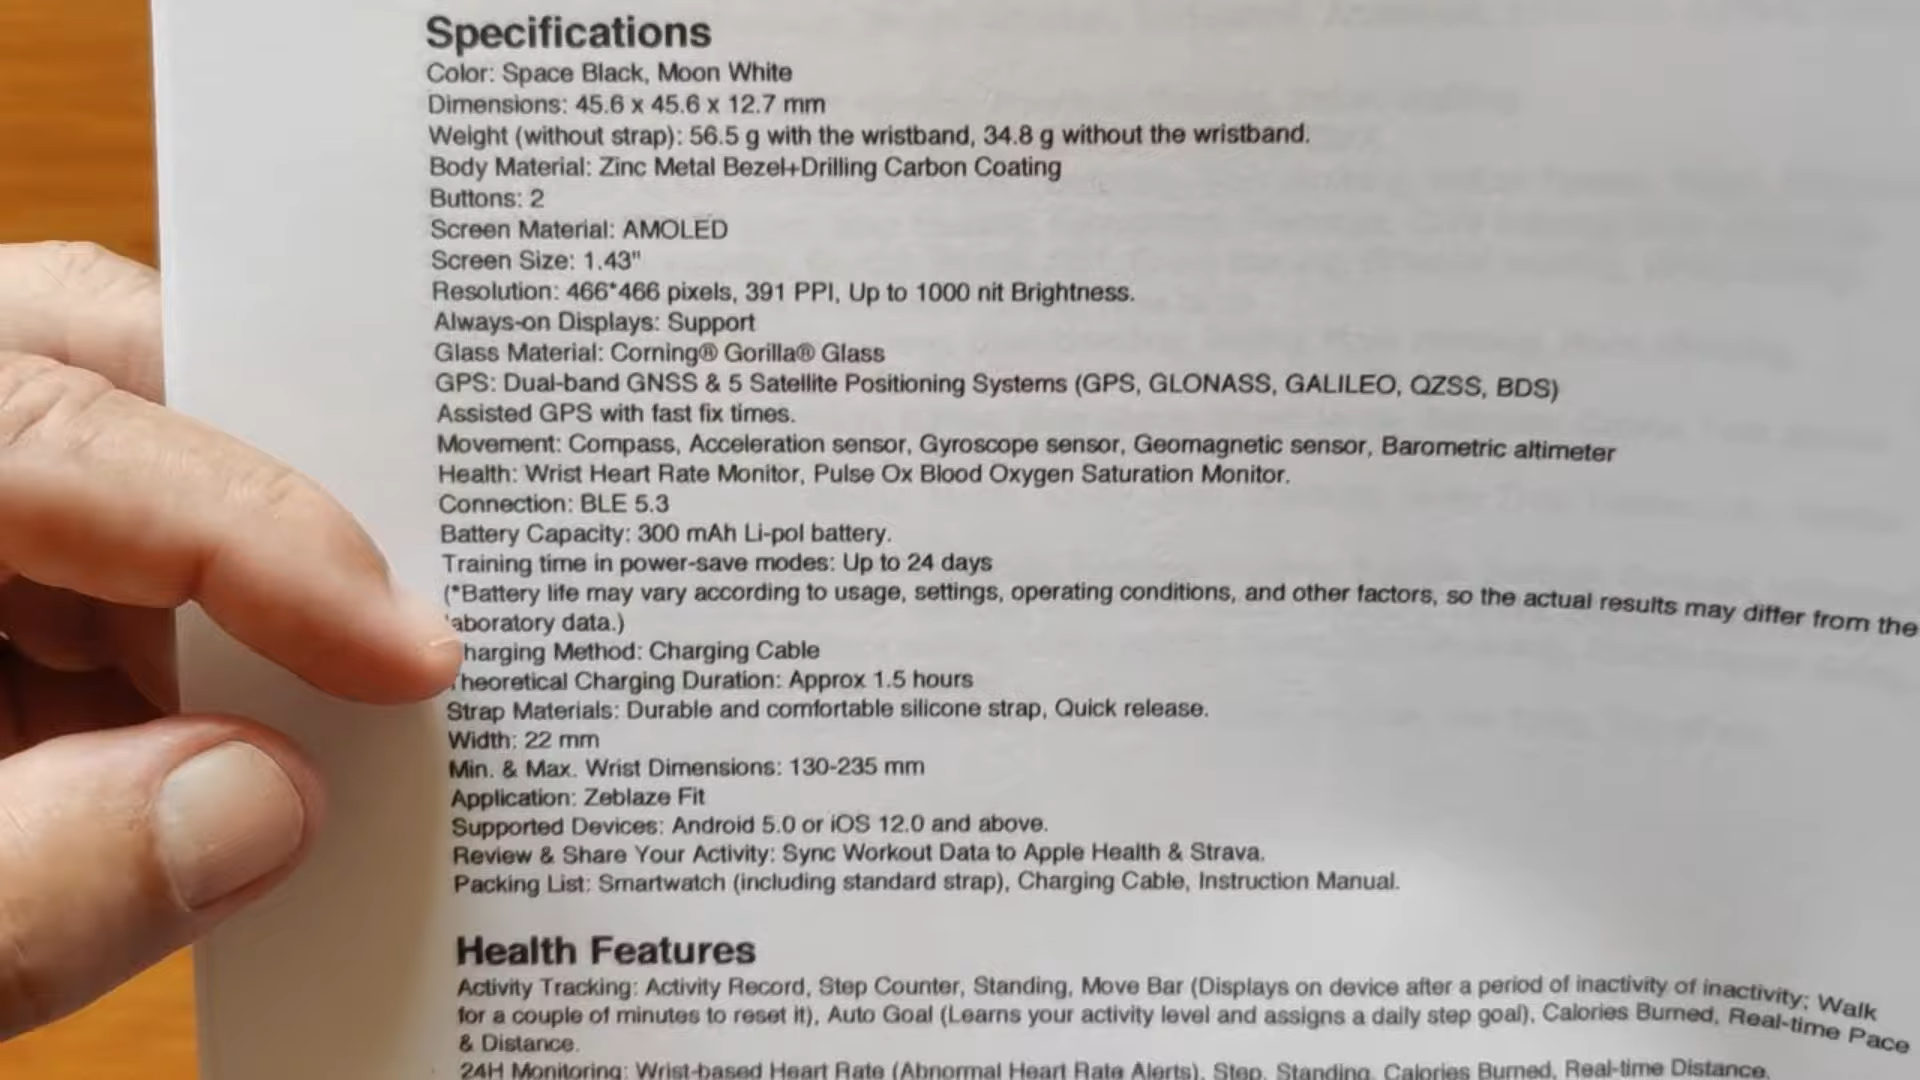 Specifications
Color: Space Black, Moon White
Dimensions: 45.6 x 45.6 x 12.7 mm
Weight (without strap): 56.5 g with the wristband, 34.8 g without the wristband.
Body Material: Zinc Metal Bezel+Drilling Carbon Coating
Buttons: 2
Screen Material: AMOLED
Screen Size: 1.43"
Resolution: 466*466 pixels, 391 PPI, Up to 1000 nit Brightness.
Always-on Displays: Support
Glass Material: Corning® Gorilla® Glass
GPS: Dual-band GNSS & 5 Satellite Positioning Systems (GPS, GLONASS, GALILEO, QZSS, BDS)
Assisted GPS with fast fix times.
Movement: Compass, Acceleration sensor, Gyroscope sensor, Geomagnetic sensor, Barometric altimeter
Health: Wrist Heart Rate Monitor, Pulse Ox Blood Oxygen Saturation Monitor.
Connection: BLE 5.3
Battery Capacity: 300 mAh Li-pol battery.
Training time in power-save modes: Up to 24 days
(*Battery life may vary according to usage, settings, operating conditions, and other factors, so the actual results may differ from the
aboratory data.)
harging Method: Charging Cable
heoretical Charging Duration: Approx 1.5 hours
Strap Materials: Durable and comfortable silicone strap, Quick release.
Width: 22 mm
Min. & Max. Wrist Dimensions: 130-235 mm
Application: Zeblaze Fit
Supported Devices: Android 5.0 or iOS 12.0 and above.
Review & Share Your Activity: Sync Workout Data to Apple Health & Strava.
Packing List: Smartwatch (including standard strap), Charging Cable, Instruction Manual.
Health Features
Activity Tracking: Activity Record, Step Counter, Standing, Move Bar (Displays on device after a period of inactivity of inactivity; Walk
for a couple of minutes to reset it), Auto Goal (Learns your activity level and assigns a daily step goal), Calories Burned, Real-time Pace
& Distance.
24H Monitoring: Wrist-based Heart Rate (Abnormal Heart Rate Alerts), Step, Standing, Calories Burned, Real-time Distance,